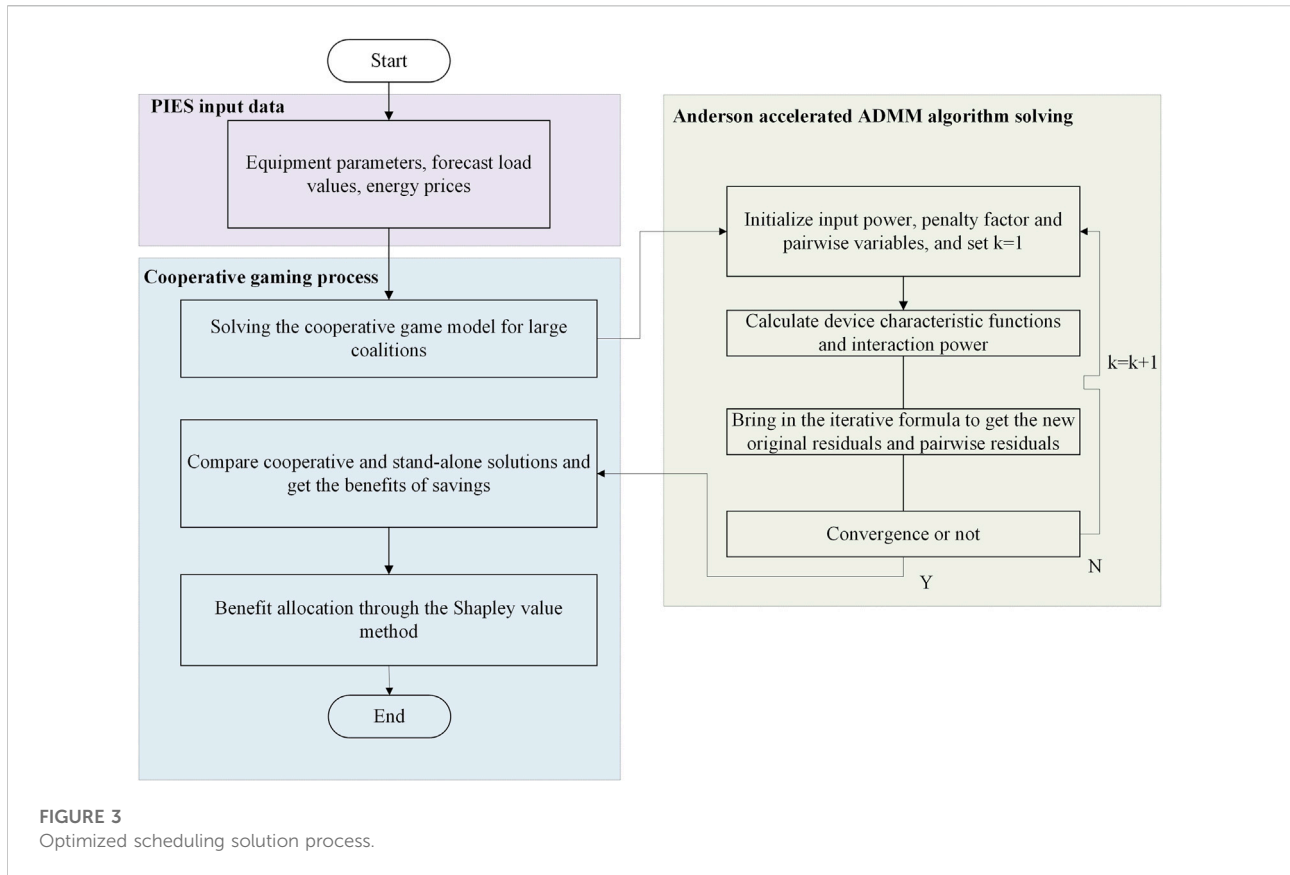 Start
PIES input data
Equipment parameters, forecast load
values, energy prices
Cooperative gaming process
Solving the cooperative game model for large
coalitions
Compare cooperative and stand-alone solutions and
get the benefits of savings
Benefit allocation through the Shapley value
method
End
Anderson accelerated ADMM algorithm solving
Initialize input power, penalty factor and
pairwise variables, and set k=1
Calculate device characteristic functions
and interaction power
k=k+1
Bring in the iterative formula to get the new
original residuals and pairwise residuals
Convergence or not
N
Y
FIGURE 3
Optimized scheduling solution process.